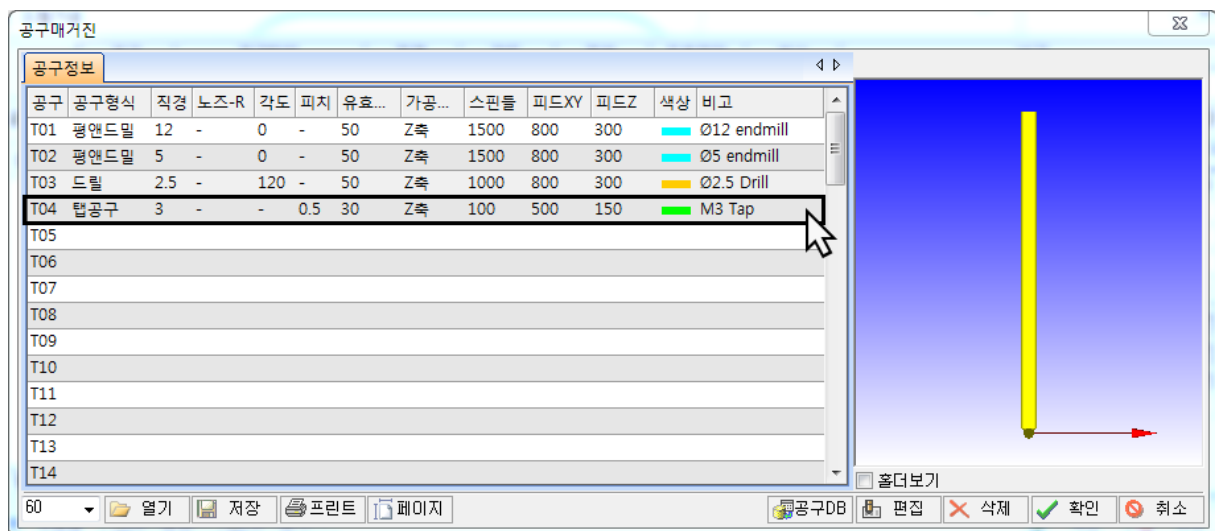 공구매거진
공구정보
공구 공구형식 직경 노즈-R 각도 피치 유효... 가공... 스핀들 피드XY 피드Z 색상 비고
T01 평앤드밀 12 - 0 - 50 Z축 1500 800 300 Ø12 endmill
T02 평앤드밀 5 - 0 - 50 Z축 1500 800 300 Ø5 endmill
T03 드릴 2.5 - 120 - 50 Z축 1000 800 300 Ø2.5 Drill
T04 탭공구 3 - - 0.5 30 Z축 100 500 150 M3 Tap
T05
T06
T07
T08
T09
T10
T11
T12
T13
T14
홀더보기
60 열기 저장 프린트 페이지 공구DB 편집 삭제 확인 취소